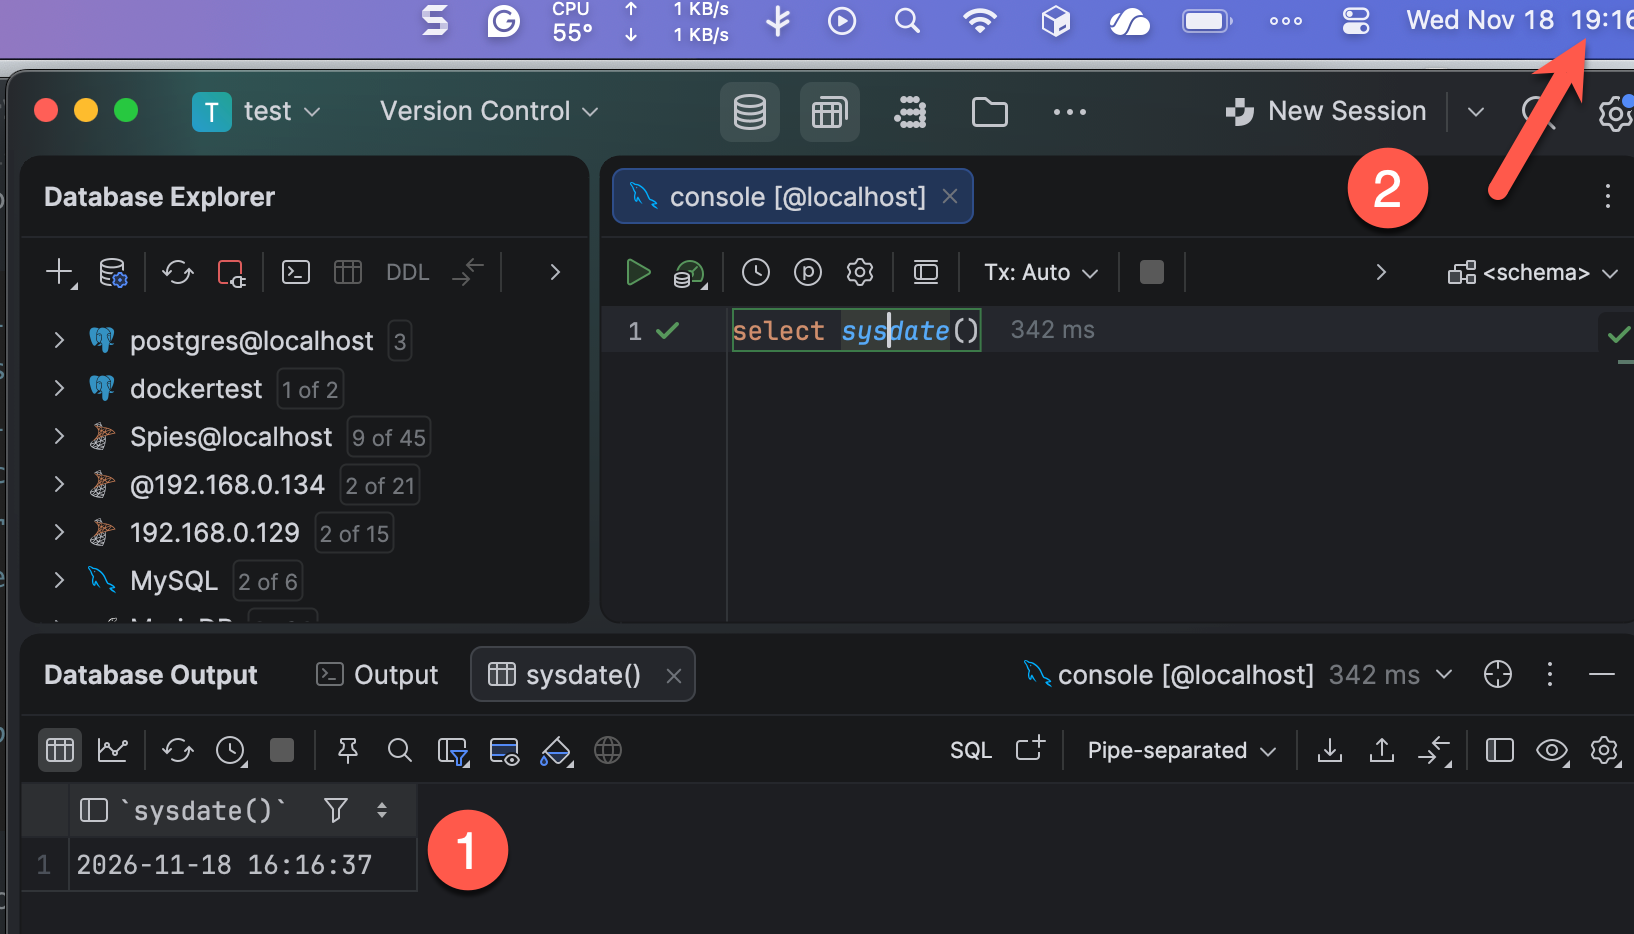 CPU ↑ 1 KB/s
55° ↓ 1 KB/s
Wed Nov 18 19:16
T test Version Control New Session
2
Database Explorer
console [@localhost]
DDL
Tx: Auto <schema>
1 select sysdate() 342 ms
postgres@localhost 3
dockertest 1 of 2
Spies@localhost 9 of 45
@192.168.0.134 2 of 21
192.168.0.129 2 of 15
MySQL 2 of 6
Database Output Output sysdate() console [@localhost] 342 ms
SQL Pipe-separated
`sysdate()`
1
1 2026-11-18 16:16:37